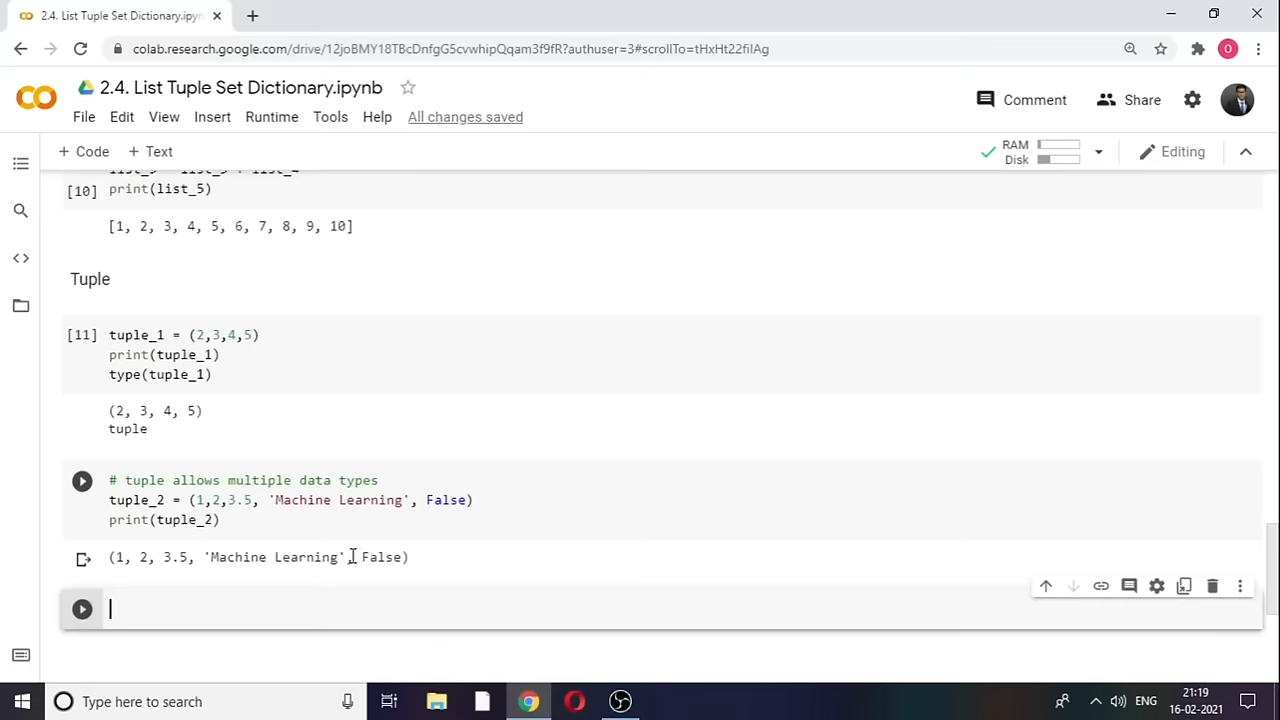 2.4. List Tuple Set Dictionary.ipyn
colab.research.google.com/drive/12joBMY18TBcDnfgG5cvwhipQqam3f9fR?authuser=3#scrollTo=tHxHt22filAg
O
CO
2.4. List Tuple Set Dictionary.ipynb
File Edit View Insert Runtime Tools Help All changes saved
Comment Share
+ Code + Text
RAM
Disk
Editing
[10] print(list_5)
[1, 2, 3, 4, 5, 6, 7, 8, 9, 10]
Tuple
[11] tuple_1 = (2,3,4,5)
print(tuple_1)
type(tuple_1)
(2, 3, 4, 5)
tuple
# tuple allows multiple data types
tuple_2 = (1,2,3.5, 'Machine Learning', False)
print(tuple_2)
(1, 2, 3.5, 'Machine Learning', False)
Type here to search
ENG
21:19
16-02-2021